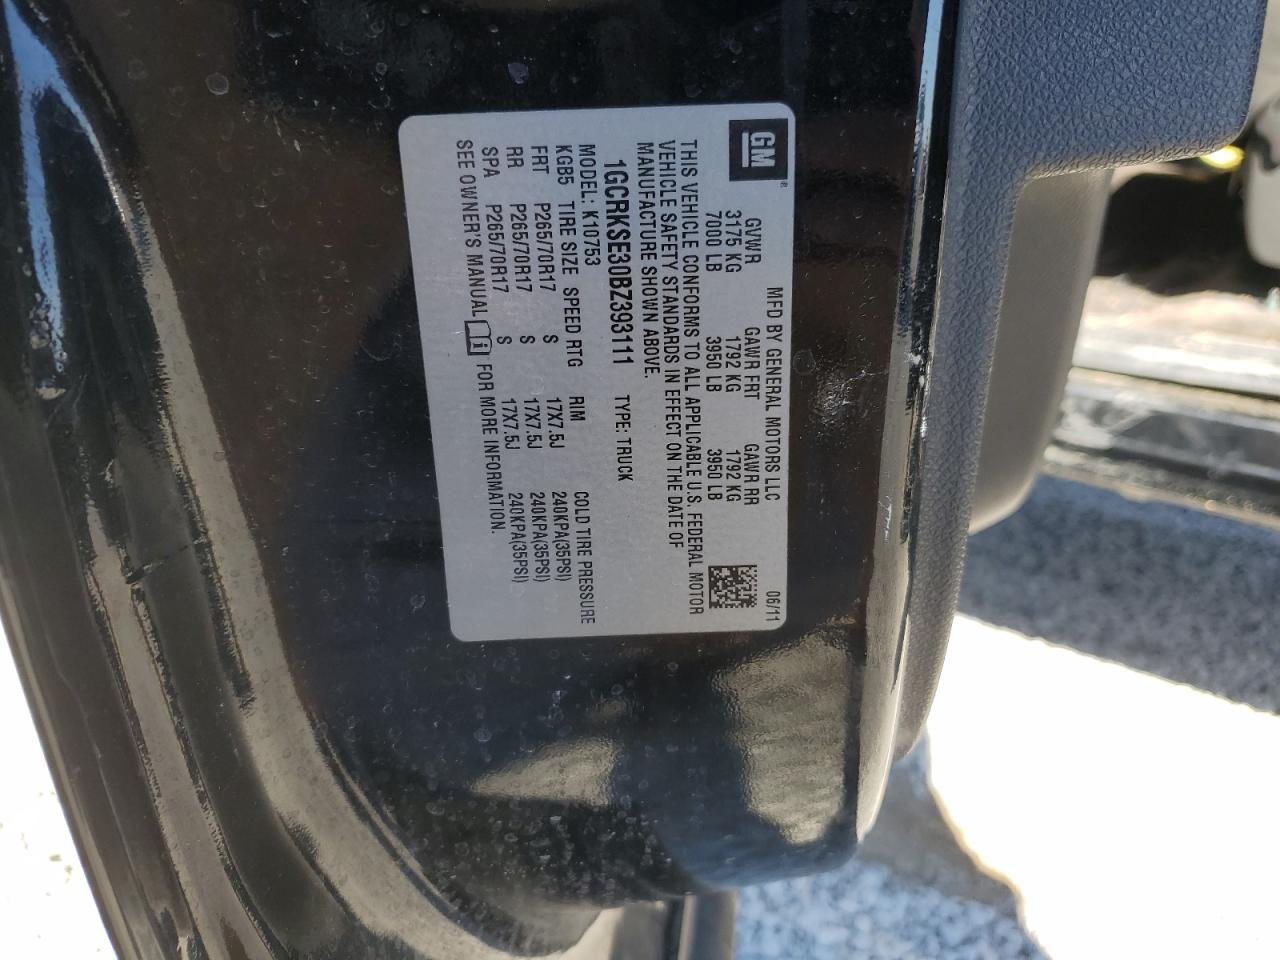 MFD BY GENERAL MOTORS LLC 06/11
GM®
GVWR GAWR FRT GAWR RR
3175 KG 1792 KG 1792 KG
7000 LB 3950 LB 3950 LB
THIS VEHICLE CONFORMS TO ALL APPLICABLE U.S. FEDERAL MOTOR
VEHICLE SAFETY STANDARDS IN EFFECT ON THE DATE OF
MANUFACTURE SHOWN ABOVE.
1GCRKSE30BZ393111 TYPE: TRUCK
MODEL: K10753
KGB5 TIRE SIZE SPEED RTG RIM COLD TIRE PRESSURE
FRT P265/70R17 S 17X7.5J 240KPA(35PSI)
RR P265/70R17 S 17X7.5J 240KPA(35PSI)
SPA P265/70R17 S 17X7.5J 240KPA(35PSI)
SEE OWNER'S MANUAL i FOR MORE INFORMATION.